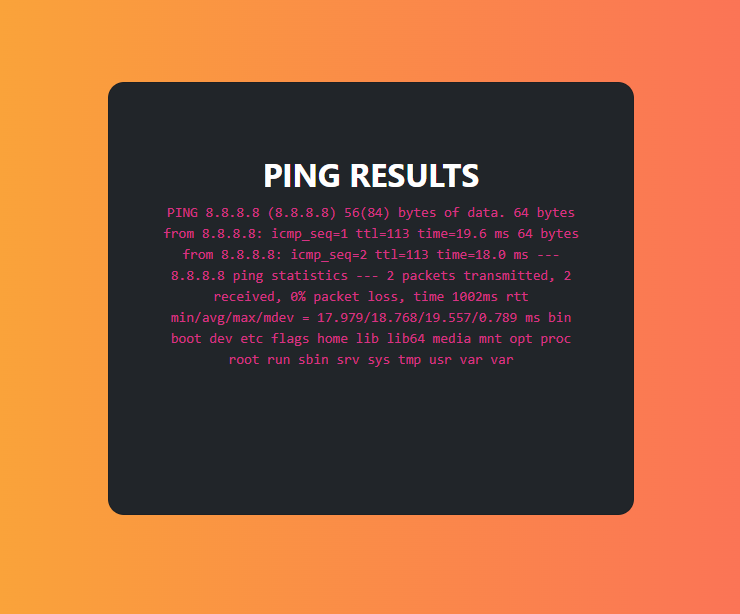 PING RESULTS
PING 8.8.8.8 (8.8.8.8) 56(84) bytes of data. 64 bytes
from 8.8.8.8: icmp_seq=1 ttl=113 time=19.6 ms 64 bytes
from 8.8.8.8: icmp_seq=2 ttl=113 time=18.0 ms ---
8.8.8.8 ping statistics --- 2 packets transmitted, 2
received, 0% packet loss, time 1002ms rtt
min/avg/max/mdev = 17.979/18.768/19.557/0.789 ms bin
boot dev etc flags home lib lib64 media mnt opt proc
root run sbin srv sys tmp usr var var